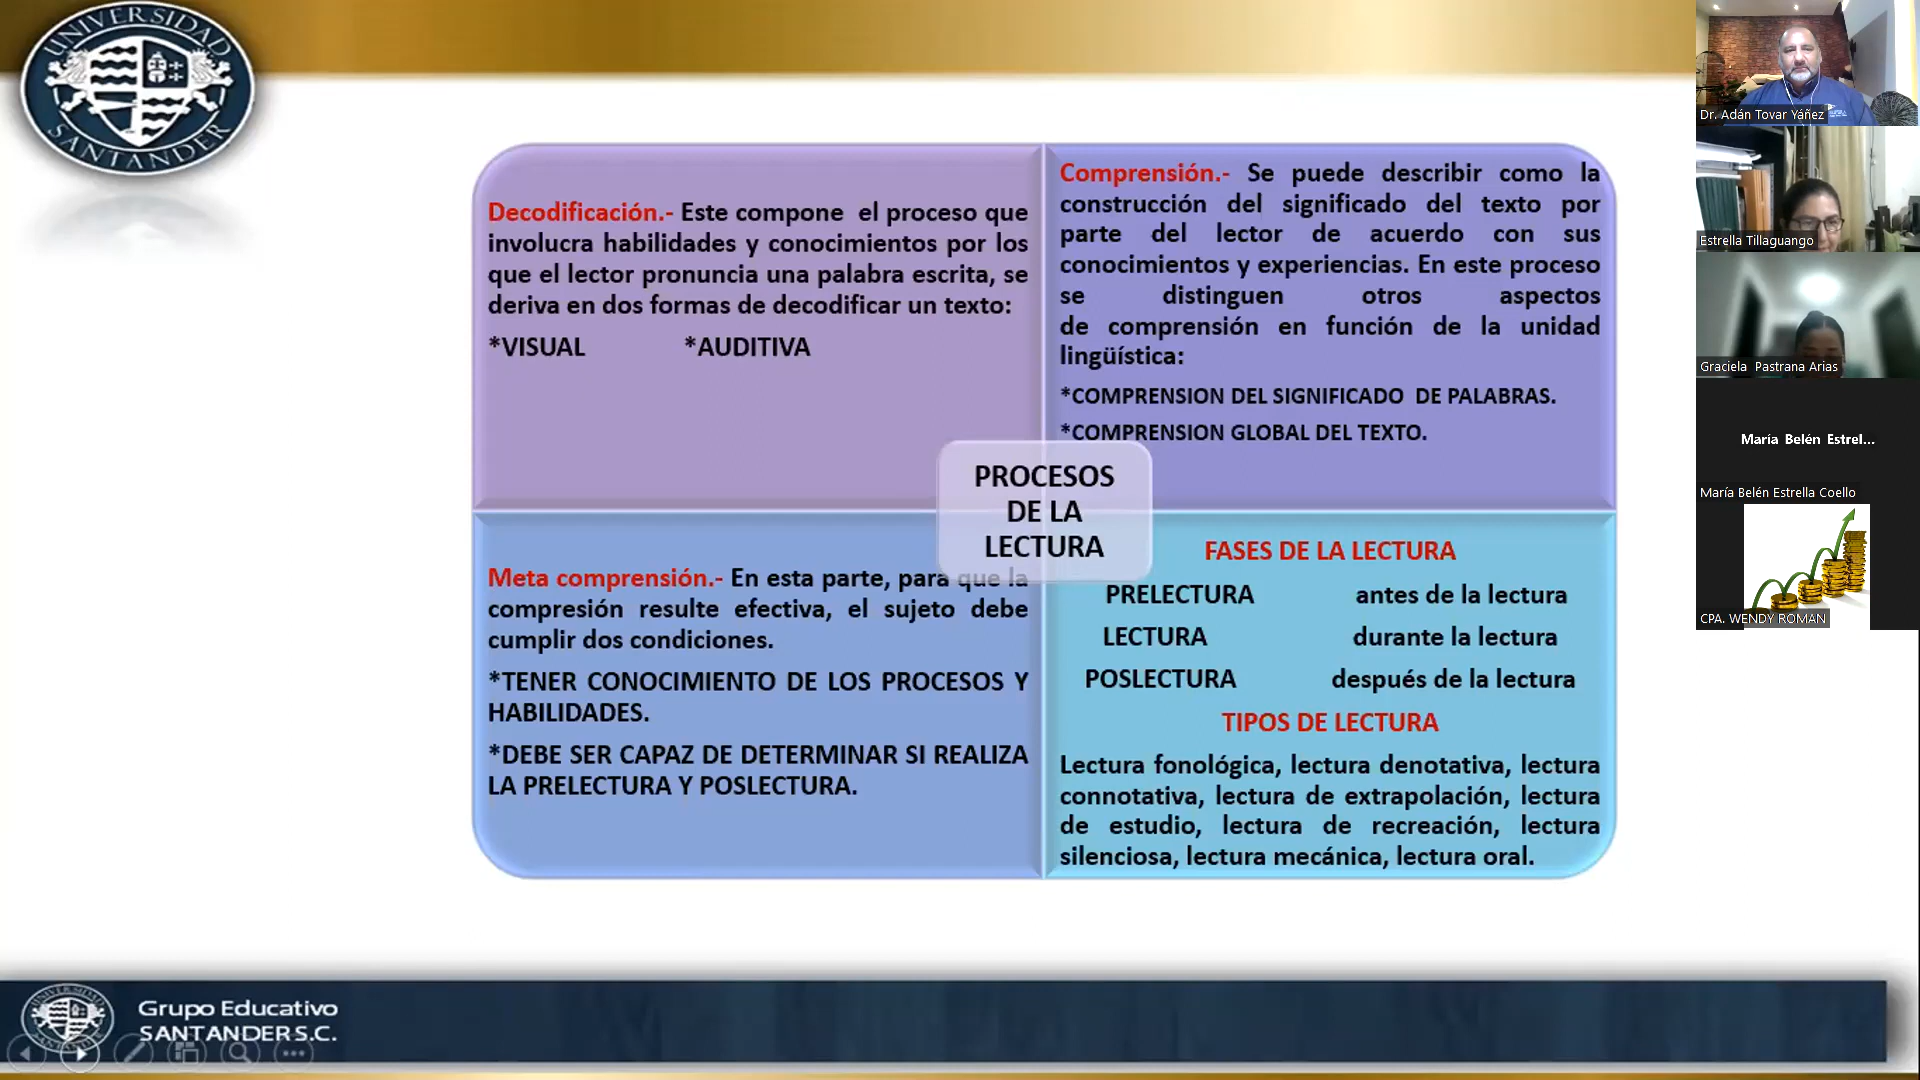 UNIVERSIDAD
SANTANDER
Decodificación.- Este compone el proceso que
involucra habilidades y conocimientos por los
que el lector pronuncia una palabra escrita, se
deriva en dos formas de decodificar un texto:
*VISUAL *AUDITIVA
Comprensión.- Se puede describir como la
construcción del significado del texto por
parte del lector de acuerdo con sus
conocimientos y experiencias. En este proceso
se distinguen otros aspectos
de comprensión en función de la unidad
lingüística:
*COMPRENSION DEL SIGNIFICADO DE PALABRAS.
*COMPRENSION GLOBAL DEL TEXTO.
PROCESOS
DE LA
LECTURA
Meta comprensión.- En esta parte, para que la
compresión resulte efectiva, el sujeto debe
cumplir dos condiciones.
*TENER CONOCIMIENTO DE LOS PROCESOS Y
HABILIDADES.
*DEBE SER CAPAZ DE DETERMINAR SI REALIZA
LA PRELECTURA Y POSLECTURA.
FASES DE LA LECTURA
PRELECTURA antes de la lectura
LECTURA durante la lectura
POSLECTURA después de la lectura
TIPOS DE LECTURA
Lectura fonológica, lectura denotativa, lectura
connotativa, lectura de extrapolación, lectura
de estudio, lectura de recreación, lectura
silenciosa, lectura mecánica, lectura oral.
Grupo Educativo
SANTANDER S.C.
Dr. Adán Tovar Yáñez
Estrella Tillaguango
Graciela Pastrana Arias
María Belén Estrel...
María Belén Estrella Coello
CPA. WENDY ROMAN